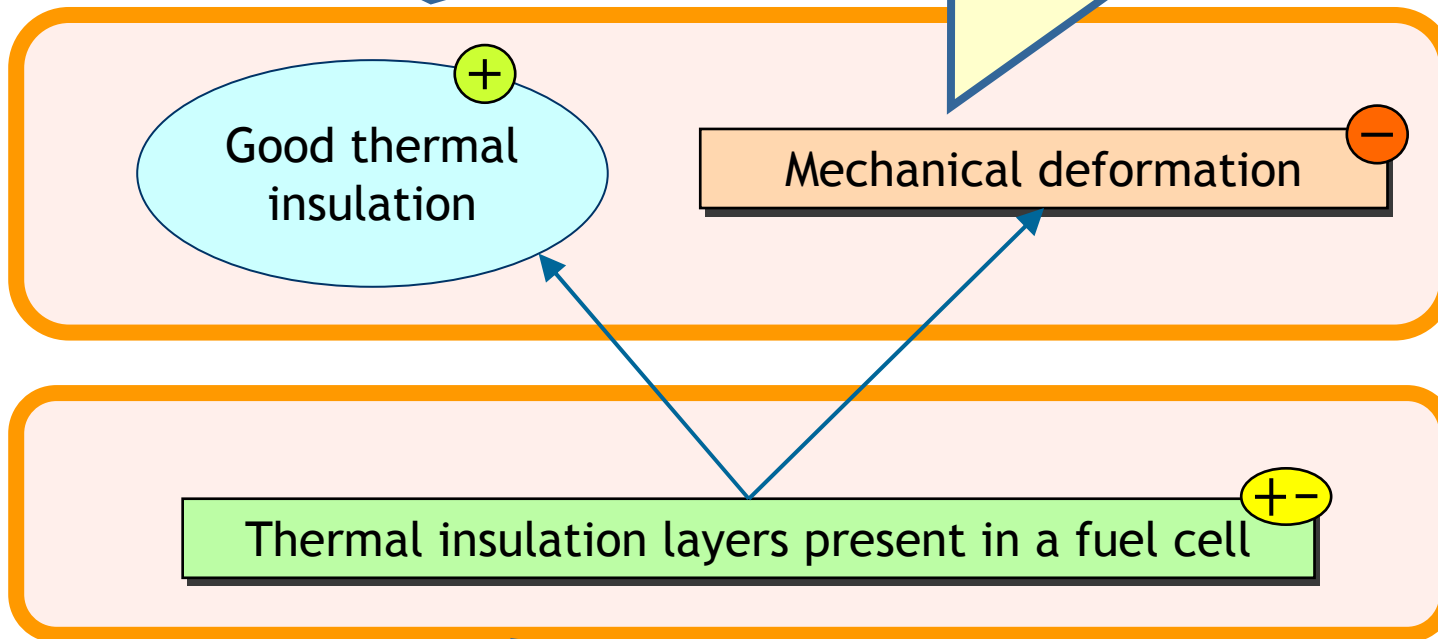 +
Good thermal
insulation
−
Mechanical deformation
+−
Thermal insulation layers present in a fuel cell